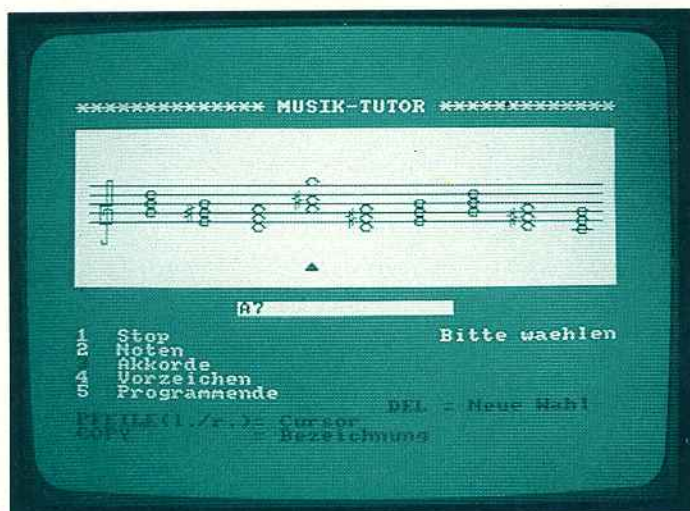 ************** MUSIK-TUTOR *************
A7
1 Stop
Bitte waehlen
2 Noten
Akkorde
4 Vorzeichen
5 Programmende
DEL = Neue Wahl
PFEILE(l./r.)= Cursor
COPY = Bezeichnung